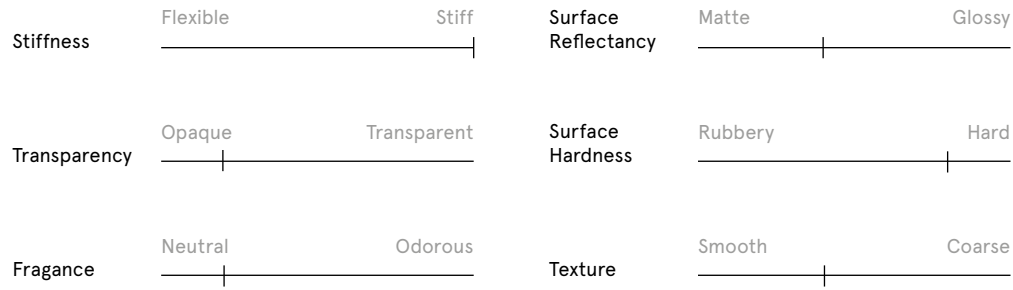 Flexible Stiff
Stiffness
Surface
Reflectancy
Matte Glossy
Opaque Transparent
Transparency
Surface
Hardness
Rubbery Hard
Neutral Odorous
Fragance
Smooth Coarse
Texture